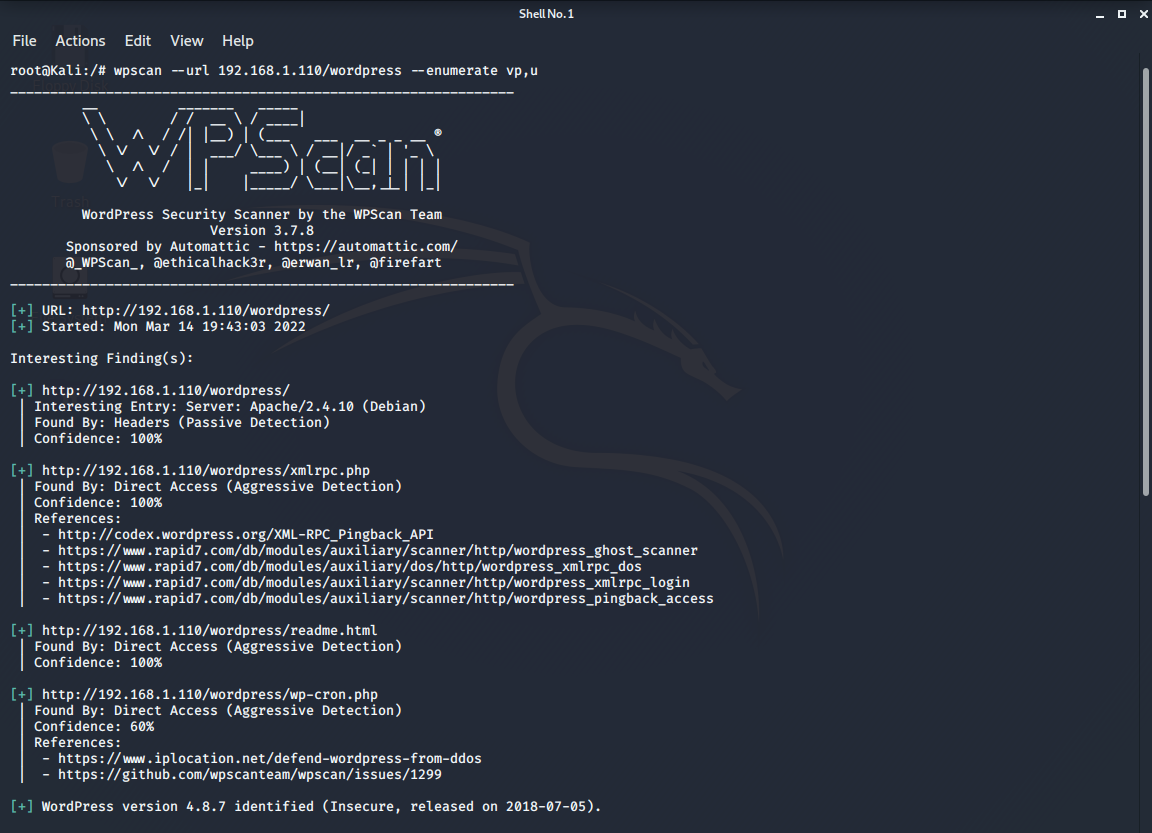 Shell No. 1
File Actions Edit View Help
root@Kali:/# wpscan --url 192.168.1.110/wordpress --enumerate vp,u
_______________________________________________________________
WPScan ®
WordPress Security Scanner by the WPScan Team
Version 3.7.8
Sponsored by Automattic - https://automattic.com/
@_WPScan_, @ethicalhack3r, @erwan_lr, @firefart
_______________________________________________________________
[+] URL: http://192.168.1.110/wordpress/
[+] Started: Mon Mar 14 19:43:03 2022
Interesting Finding(s):
[+] http://192.168.1.110/wordpress/
| Interesting Entry: Server: Apache/2.4.10 (Debian)
| Found By: Headers (Passive Detection)
| Confidence: 100%
[+] http://192.168.1.110/wordpress/xmlrpc.php
| Found By: Direct Access (Aggressive Detection)
| Confidence: 100%
| References:
| - http://codex.wordpress.org/XML-RPC_Pingback_API
| - https://www.rapid7.com/db/modules/auxiliary/scanner/http/wordpress_ghost_scanner
| - https://www.rapid7.com/db/modules/auxiliary/dos/http/wordpress_xmlrpc_dos
| - https://www.rapid7.com/db/modules/auxiliary/scanner/http/wordpress_xmlrpc_login
| - https://www.rapid7.com/db/modules/auxiliary/scanner/http/wordpress_pingback_access
[+] http://192.168.1.110/wordpress/readme.html
| Found By: Direct Access (Aggressive Detection)
| Confidence: 100%
[+] http://192.168.1.110/wordpress/wp-cron.php
| Found By: Direct Access (Aggressive Detection)
| Confidence: 60%
| References:
| - https://www.iplocation.net/defend-wordpress-from-ddos
| - https://github.com/wpscanteam/wpscan/issues/1299
[+] WordPress version 4.8.7 identified (Insecure, released on 2018-07-05).